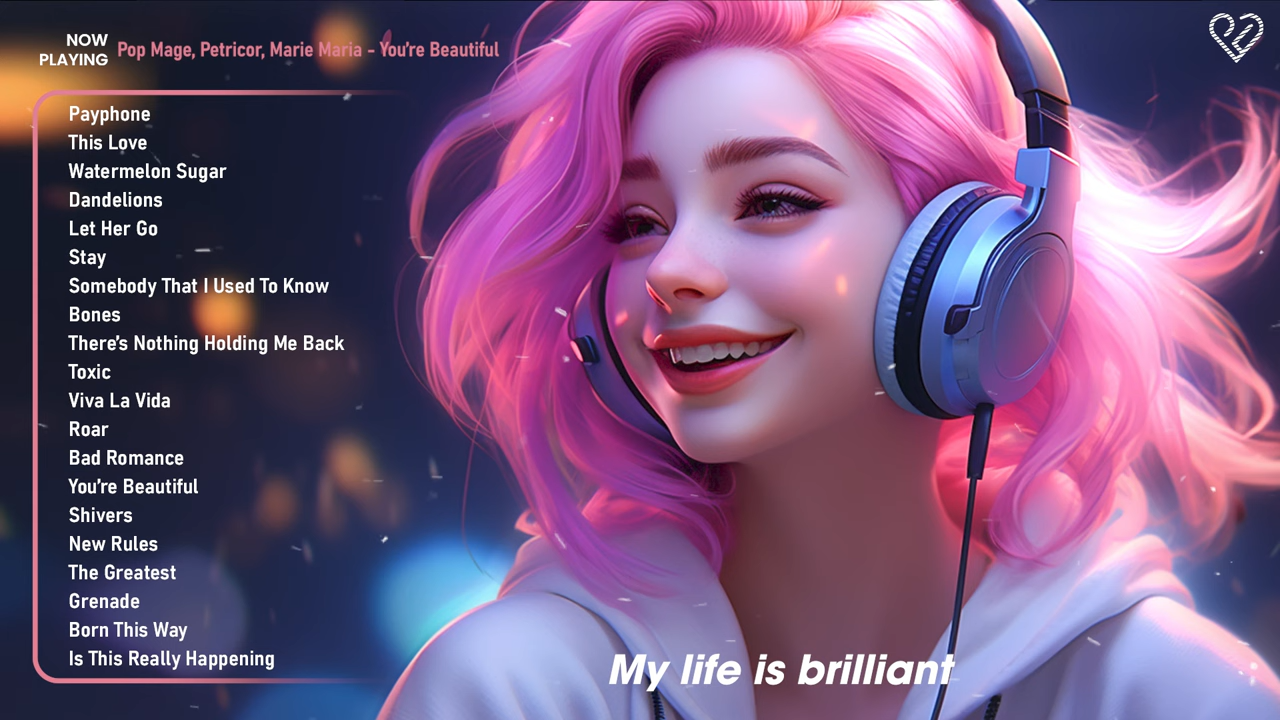 NOW
PLAYING
Pop Mage, Petricor, Marie Maria - You're Beautiful
Payphone
This Love
Watermelon Sugar
Dandelions
Let Her Go
Stay
Somebody That I Used To Know
Bones
There's Nothing Holding Me Back
Toxic
Viva La Vida
Roar
Bad Romance
You're Beautiful
Shivers
New Rules
The Greatest
Grenade
Born This Way
Is This Really Happening
My life is brilliant